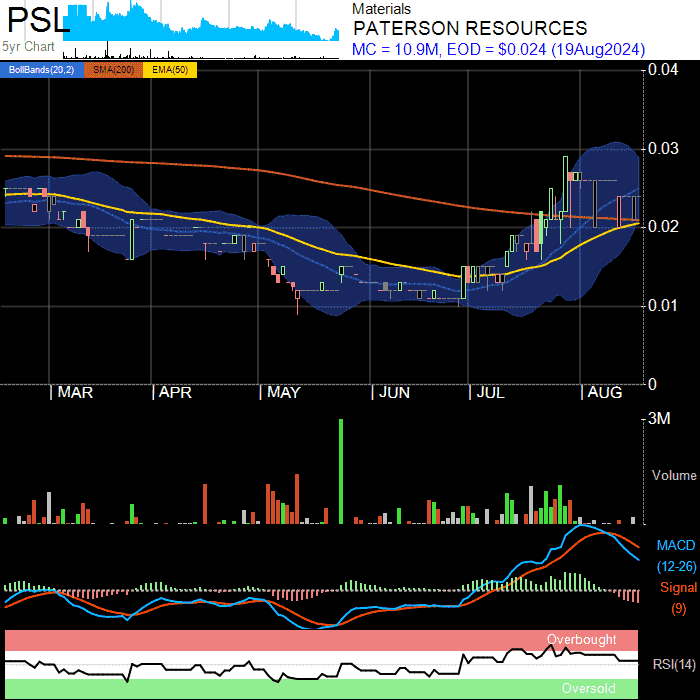 PSL
5yr Chart
Materials
PATERSON RESOURCES
MC = 10.9M, EOD = $0.024 (19Aug2024)
BollBands(20,2) SMA(200) EMA(50)
0.04
0.03
0.02
0.01
0
| MAR | APR | MAY | JUN | JUL | AUG
3M
Volume
MACD
(12-26)
Signal
(9)
Overbought
RSI(14)
Oversold